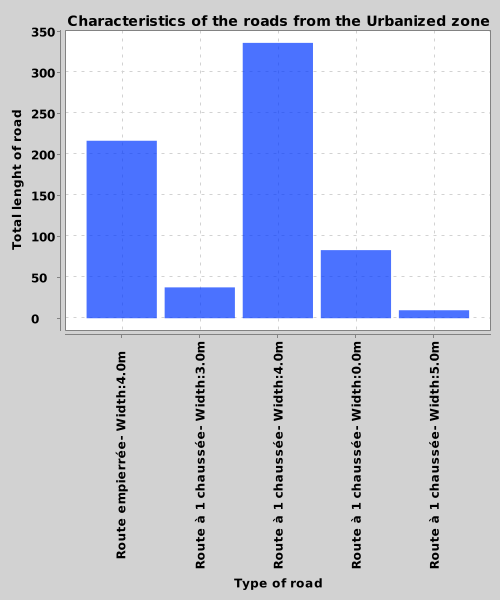 Characteristics of the roads from the Urbanized zone
Total lenght of road
350
300
250
200
150
100
50
0
Route empierrée- Width:4.0m
Route à 1 chaussée- Width:3.0m
Route à 1 chaussée- Width:4.0m
Route à 1 chaussée- Width:0.0m
Route à 1 chaussée- Width:5.0m
Type of road